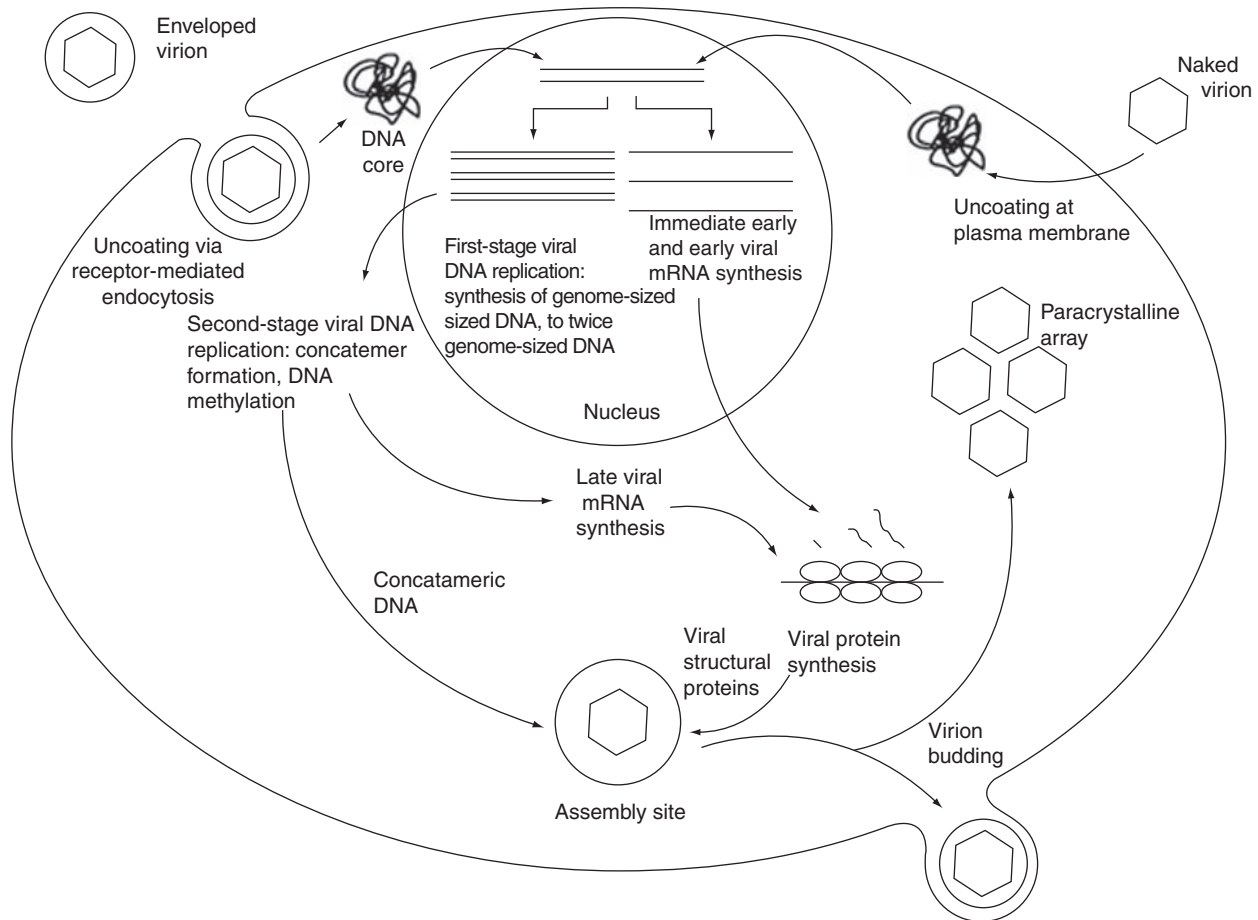 Enveloped
virion
Naked
virion
DNA
core
Uncoating at
plasma membrane
Uncoating via
receptor-mediated
endocytosis
First-stage viral
DNA replication:
synthesis of genome-sized
sized DNA, to twice
genome-sized DNA
Immediate early
and early viral
mRNA synthesis
Second-stage viral DNA
replication: concatemer
formation, DNA
methylation
Nucleus
Paracrystalline
array
Late viral
mRNA
synthesis
Concatameric
DNA
Viral
structural
proteins
Viral protein
synthesis
Virion
budding
Assembly site